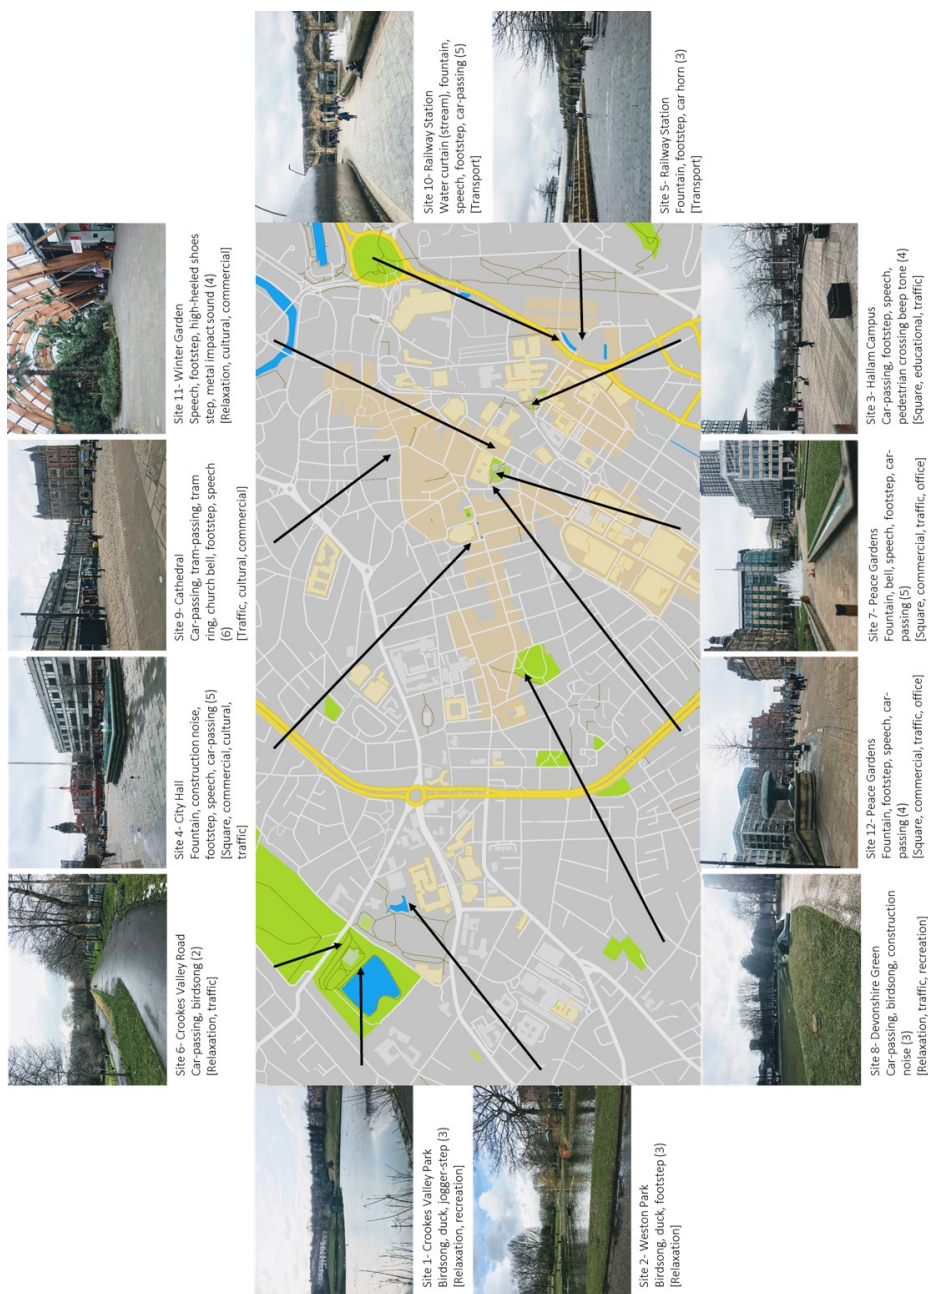 Site 6- Crookes Valley Road
Car-passing, birdsong (2)
[Relaxation, traffic]
Site 4- City Hall
Fountain, construction noise,
footstep, speech, car-passing (5)
[Square, commercial, cultural,
traffic]
Site 9- Cathedral
Car-passing, tram-passing, tram
ring, church bell, footstep, speech
(6)
[Traffic, cultural, commercial]
Site 11- Winter Garden
Speech, footstep, high-heeled shoes
step, metal impact sound (4)
[Relaxation, cultural, commercial]
Site 1- Crookes Valley Park
Birdsong, duck, jogger-step (3)
[Relaxation, recreation]
Site 10- Railway Station
Water curtain (stream), fountain,
speech, footstep, car-passing (5)
[Transport]
Site 2- Weston Park
Birdsong, duck, footstep (3)
[Relaxation]
Site 5- Railway Station
Fountain, footstep, car horn (3)
[Transport]
Site 8- Devonshire Green
Car-passing, birdsong, construction
noise (3)
[Relaxation, traffic, recreation]
Site 12- Peace Gardens
Fountain, footstep, speech, car-
passing (4)
[Square, commercial, traffic, office]
Site 7- Peace Gardens
Fountain, bell, speech, footstep, car-
passing (5)
[Square, commercial, traffic, office]
Site 3- Hallam Campus
Car-passing, footstep, speech,
pedestrian crossing beep tone (4)
[Square, educational, traffic]